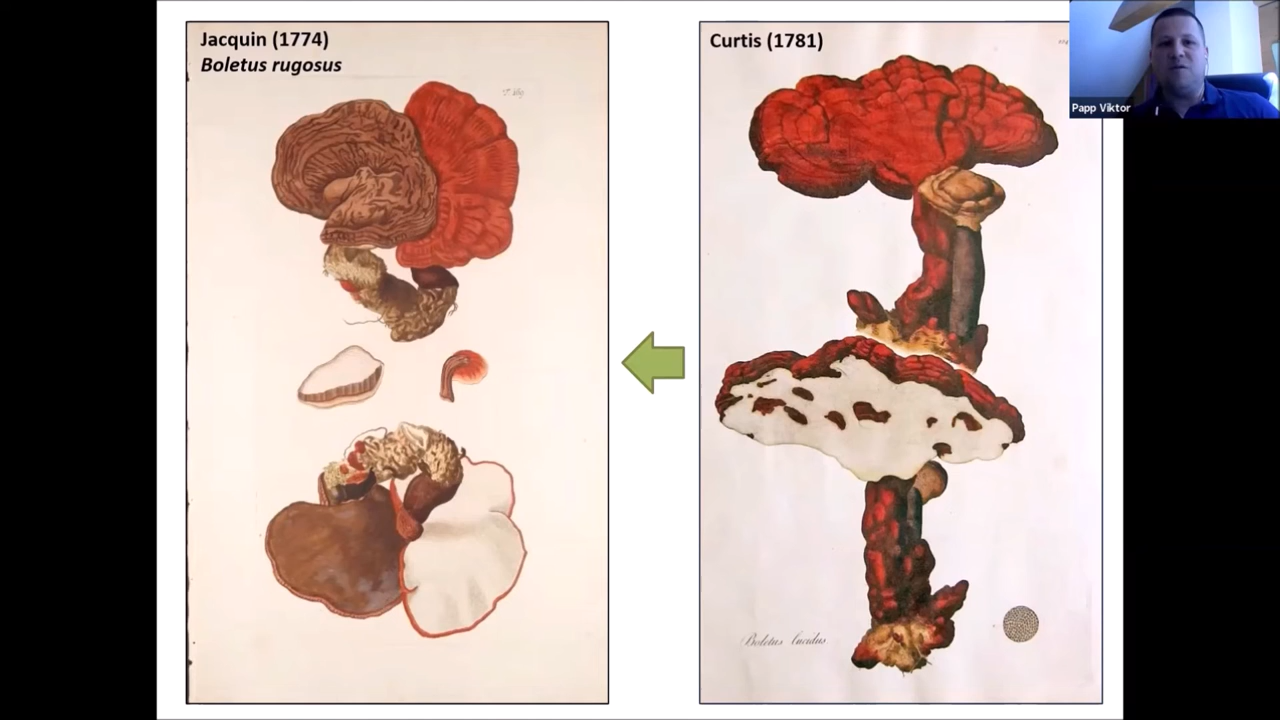 Jacquin (1774)
Boletus rugosus
Curtis (1781)
Papp Viktor
Boletus lucidus